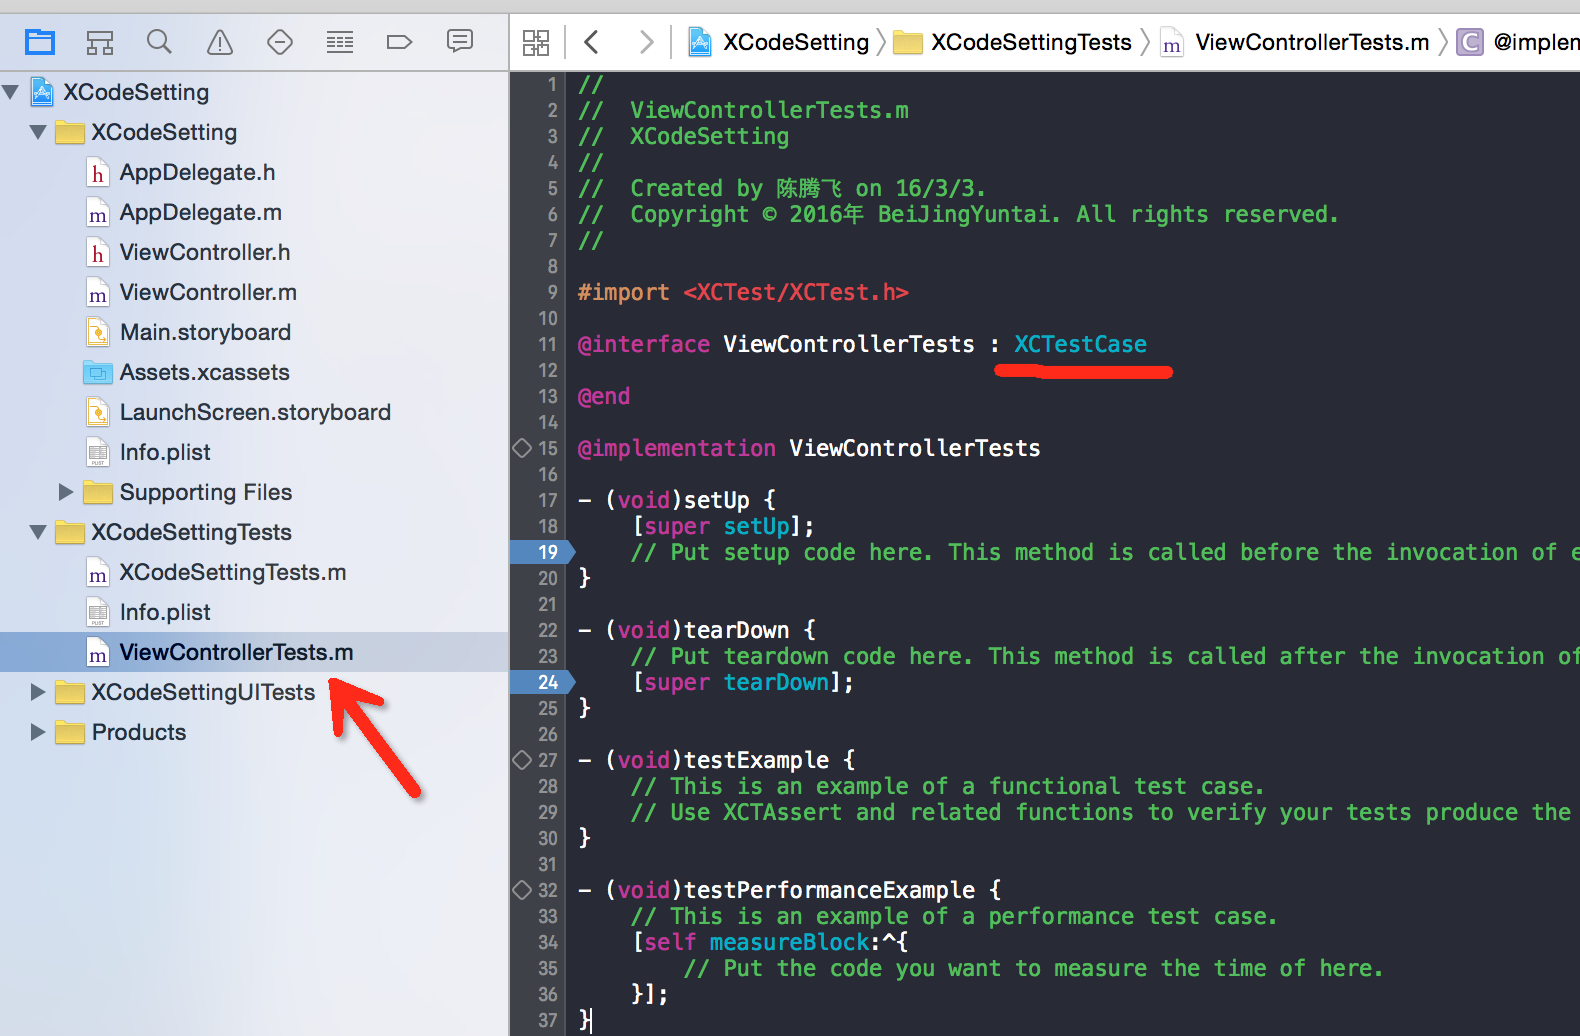 XCodeSetting
XCodeSettingTests
m
ViewControllerTests.m
C
@implen
XCodeSetting
XCodeSetting
h AppDelegate.h
m AppDelegate.m
h ViewController.h
m ViewController.m
Main.storyboard
Assets.xcassets
LaunchScreen.storyboard
Info.plist
Supporting Files
XCodeSettingTests
m XCodeSettingTests.m
Info.plist
m ViewControllerTests.m
XCodeSettingUITests
Products
1 //
2 //  ViewControllerTests.m
3 //  XCodeSetting
4 //
5 //  Created by 陈腾飞 on 16/3/3.
6 //  Copyright © 2016年 BeiJingYuntai. All rights reserved.
7 //
8
9 #import <XCTest/XCTest.h>
10
11 @interface ViewControllerTests : XCTestCase
12
13 @end
14
15 @implementation ViewControllerTests
16
17 - (void)setUp {
18     [super setUp];
19     // Put setup code here. This method is called before the invocation of e
20 }
21
22 - (void)tearDown {
23     // Put teardown code here. This method is called after the invocation of
24     [super tearDown];
25 }
26
27 - (void)testExample {
28     // This is an example of a functional test case.
29     // Use XCTAssert and related functions to verify your tests produce the
30 }
31
32 - (void)testPerformanceExample {
33     // This is an example of a performance test case.
34     [self measureBlock:^{
35         // Put the code you want to measure the time of here.
36     }];
37 }